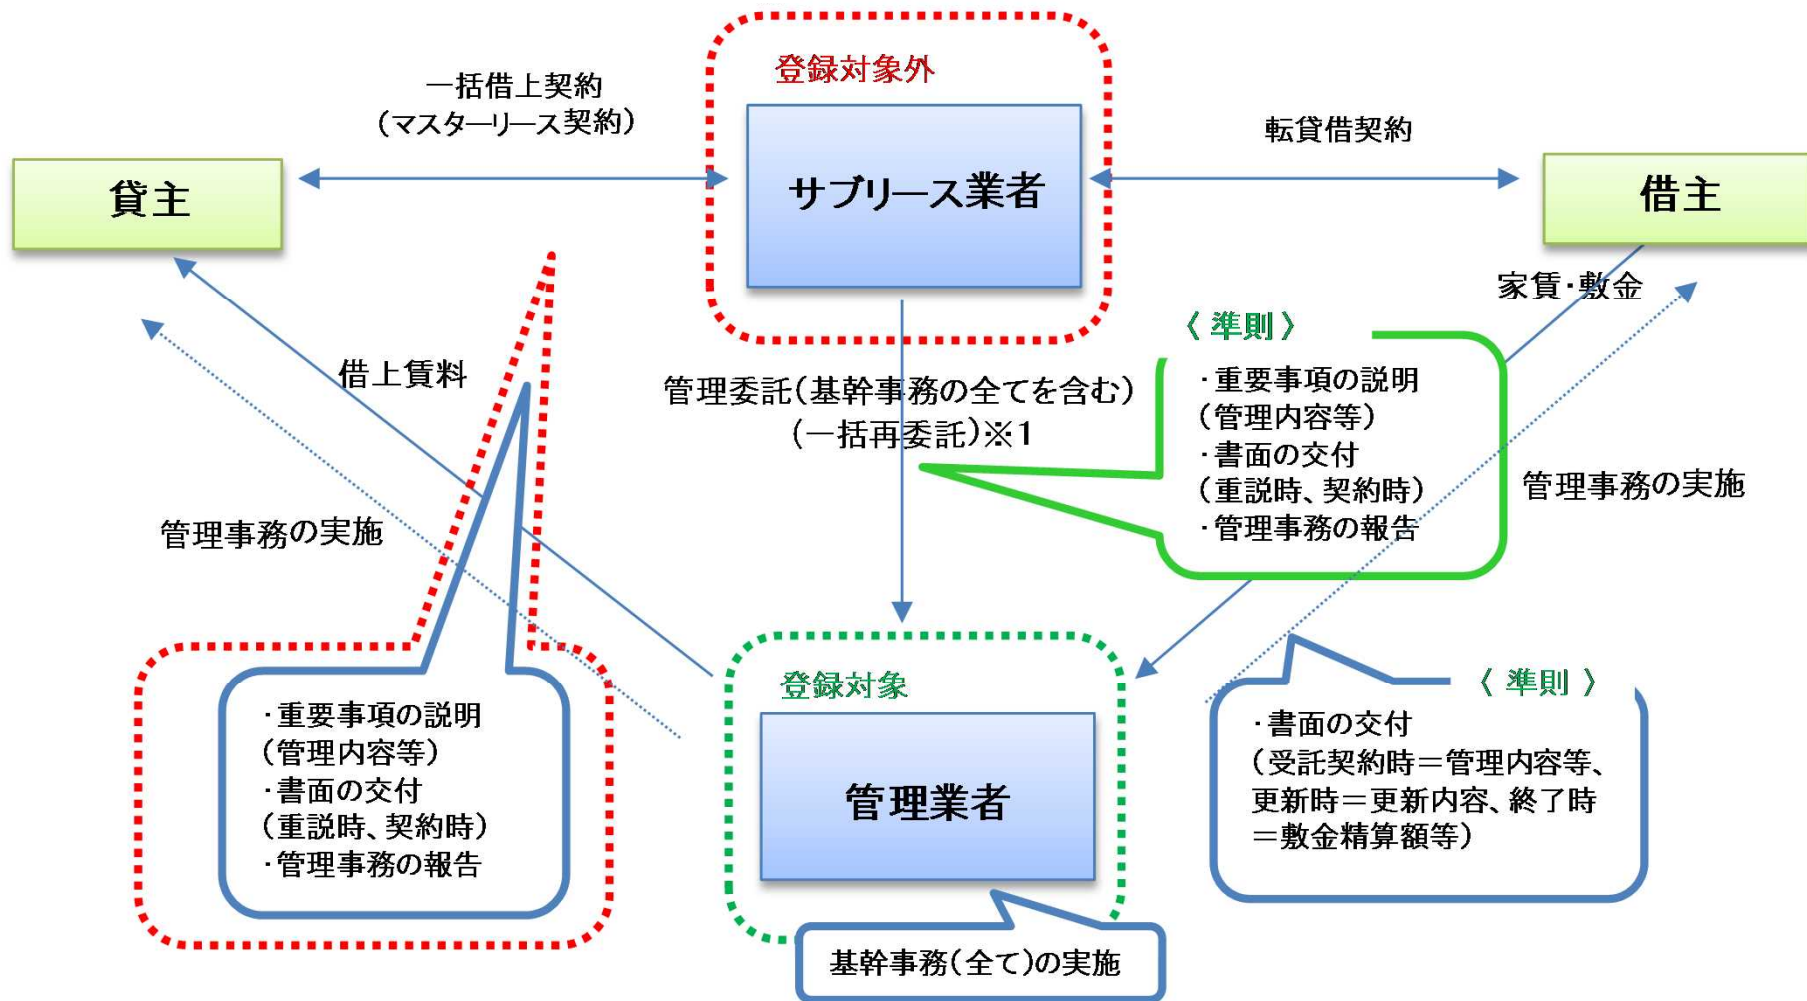 登録対象外
一括借上契約
(マスターリース契約)
転貸借契約
貸主
サブリース業者
借主
家賃・敷金
〈 準則 〉
・重要事項の説明
(管理内容等)
・書面の交付
(重説時、契約時)
・管理事務の報告
借上賃料
管理委託(基幹事務の全てを含む)
(一括再委託)※1
管理事務の実施
管理事務の実施
登録対象
管理業者
・重要事項の説明
(管理内容等)
・書面の交付
(重説時、契約時)
・管理事務の報告
〈 準則 〉
・書面の交付
(受託契約時=管理内容等、
更新時=更新内容、終了時
=敷金精算額等)
基幹事務(全て)の実施